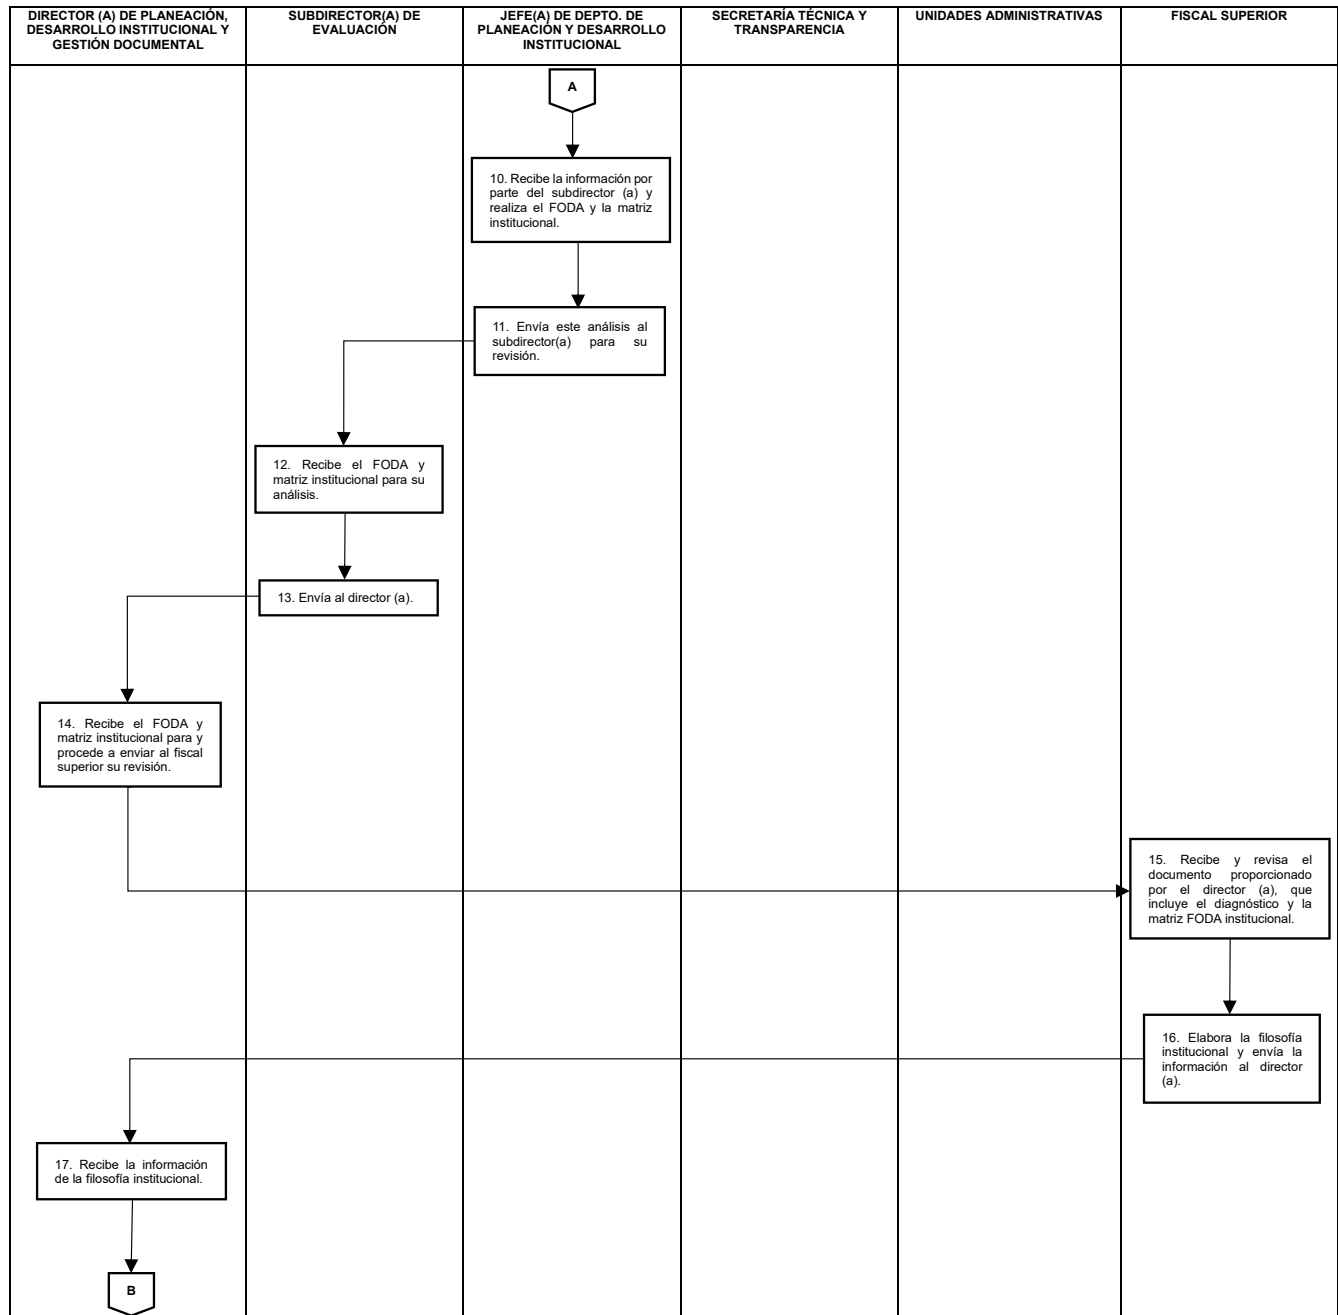 DIRECTOR (A) DE PLANEACIÓN,
DESARROLLO INSTITUCIONAL Y
GESTIÓN DOCUMENTAL
SUBDIRECTOR(A) DE
EVALUACIÓN
JEFE(A) DE DEPTO. DE
PLANEACIÓN Y DESARROLLO
INSTITUCIONAL
SECRETARÍA TÉCNICA Y
TRANSPARENCIA
UNIDADES ADMINISTRATIVAS
FISCAL SUPERIOR
A
10. Recibe la información por
parte del subdirector (a) y
realiza el FODA y la matriz
institucional.
11. Envía este análisis al
subdirector(a) para su
revisión.
12. Recibe el FODA y
matriz institucional para su
análisis.
13. Envía al director (a).
14. Recibe el FODA y
matriz institucional para y
procede a enviar al fiscal
superior su revisión.
15. Recibe y revisa el
documento proporcionado
por el director (a), que
incluye el diagnóstico y la
matriz FODA institucional.
16. Elabora la filosofía
institucional y envía la
información al director
(a).
17. Recibe la información
de la filosofía institucional.
B